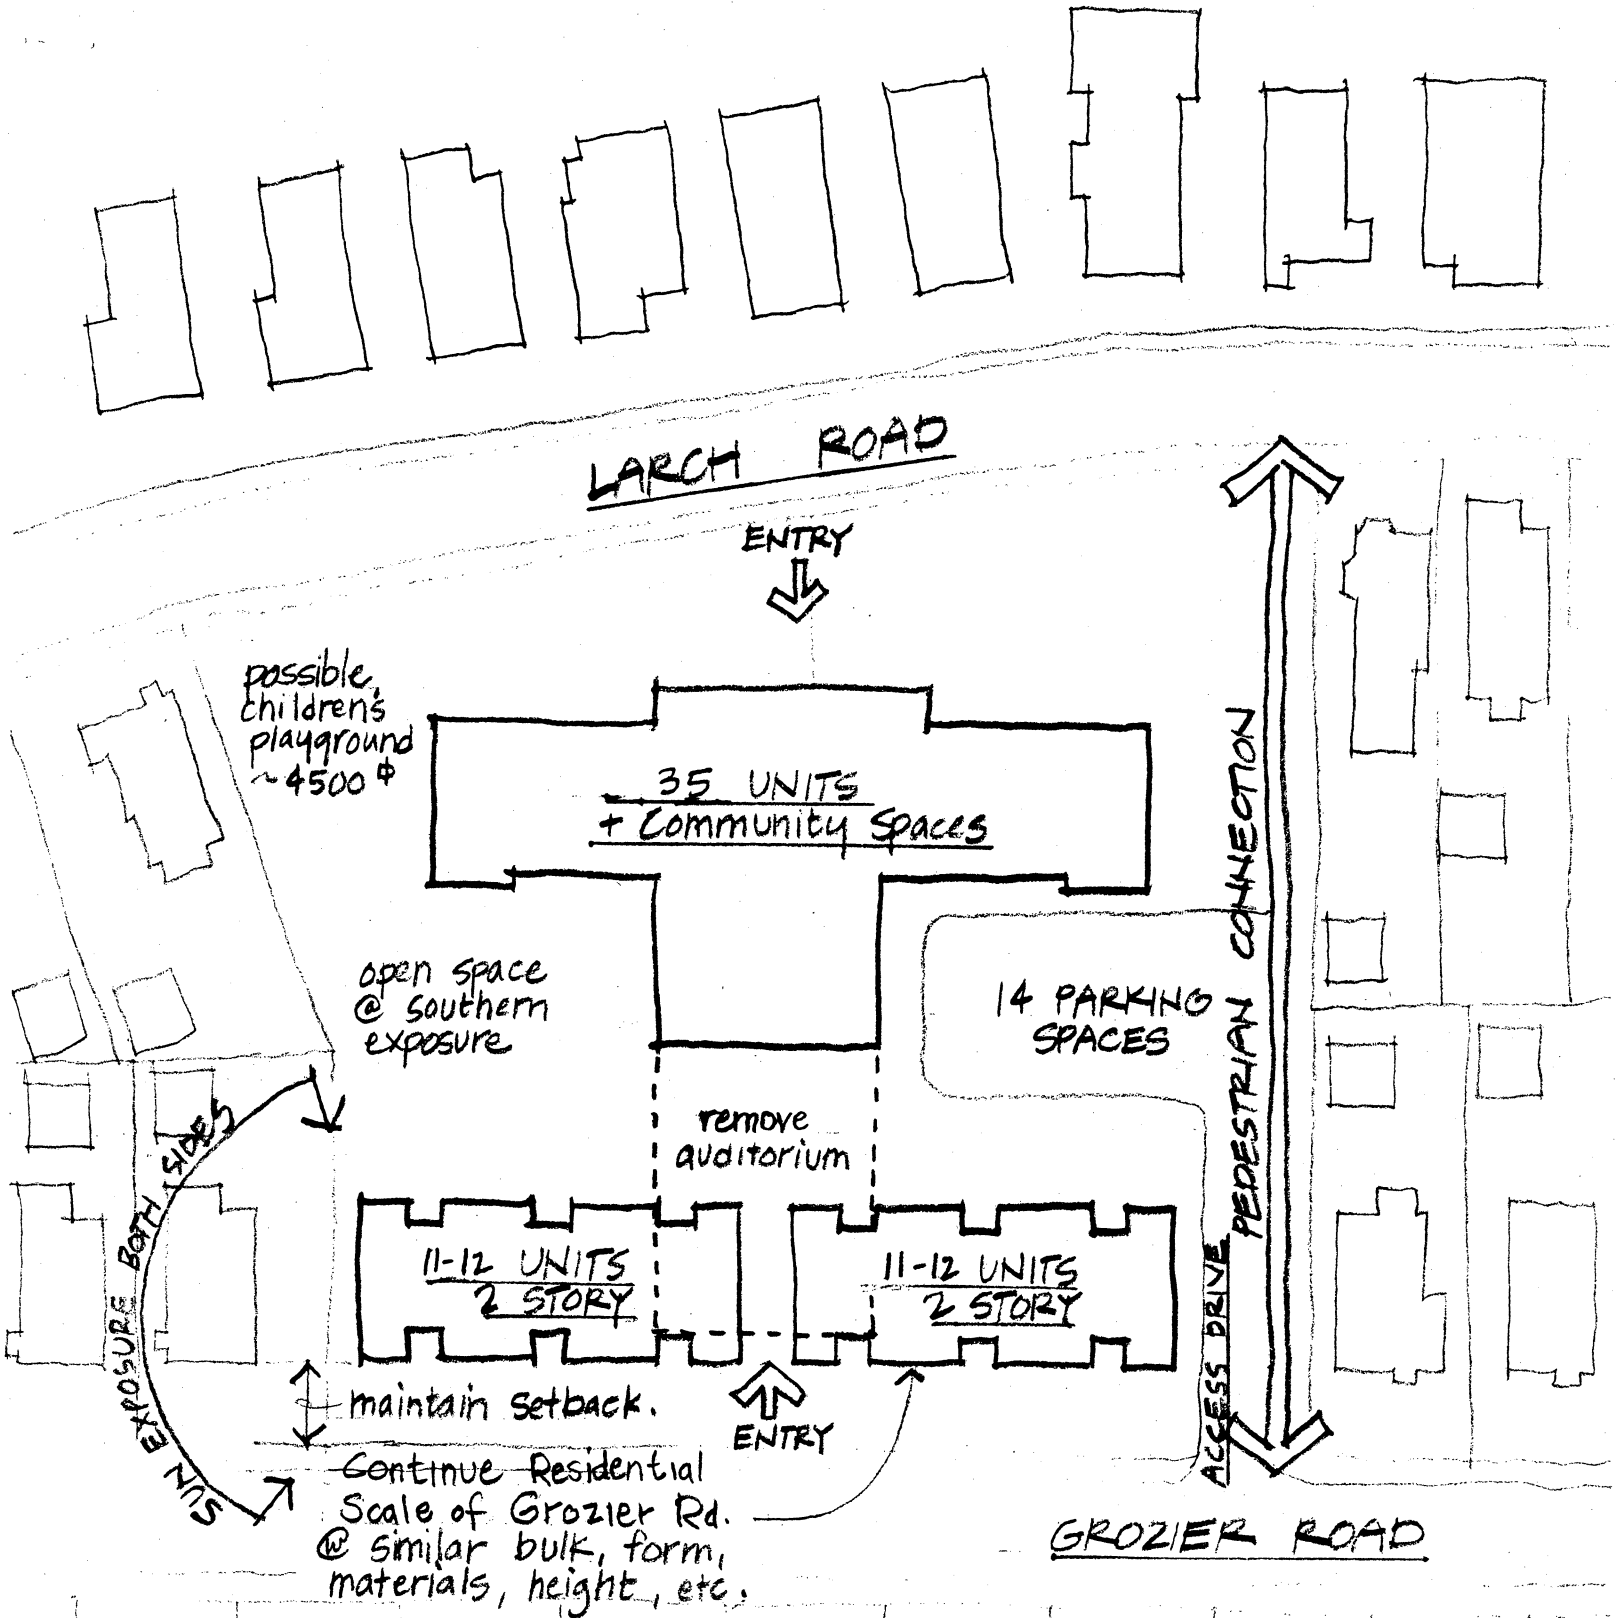 LARCH ROAD
ENTRY
possible
children's
playground
~4500 ⌽
35 UNITS
+ Community Spaces
open space
@ southern
exposure
14 PARKING
SPACES
PEDESTRIAN CONNECTION
remove
auditorium
SUN EXPOSURE BOTH SIDES
11-12 UNITS
2 STORY
11-12 UNITS
2 STORY
ACCESS DRIVE
maintain setback.
ENTRY
Continue Residential
Scale of Grozier Rd.
@ similar bulk, form,
materials, height, etc.
GROZIER ROAD